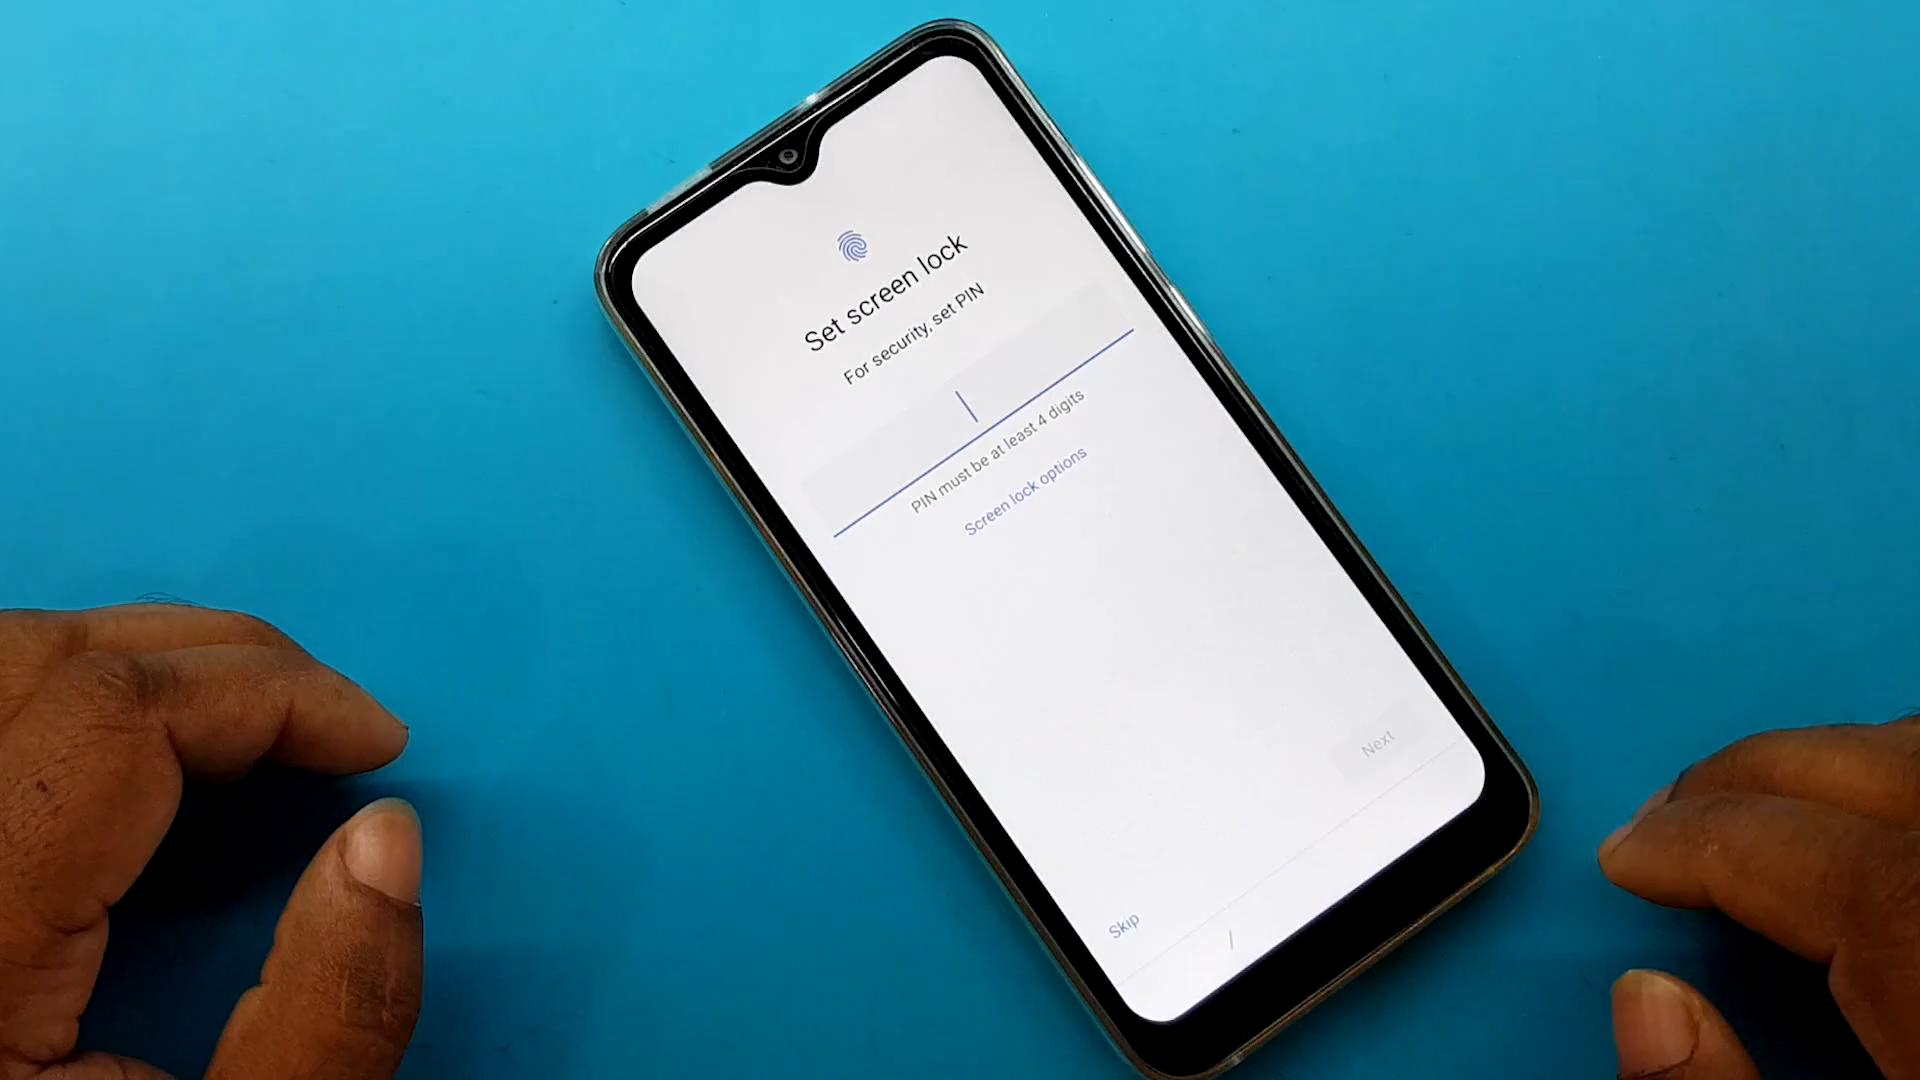 Set screen lock
For security, set PIN
PIN must be at least 4 digits
Screen lock options
Next
Skip